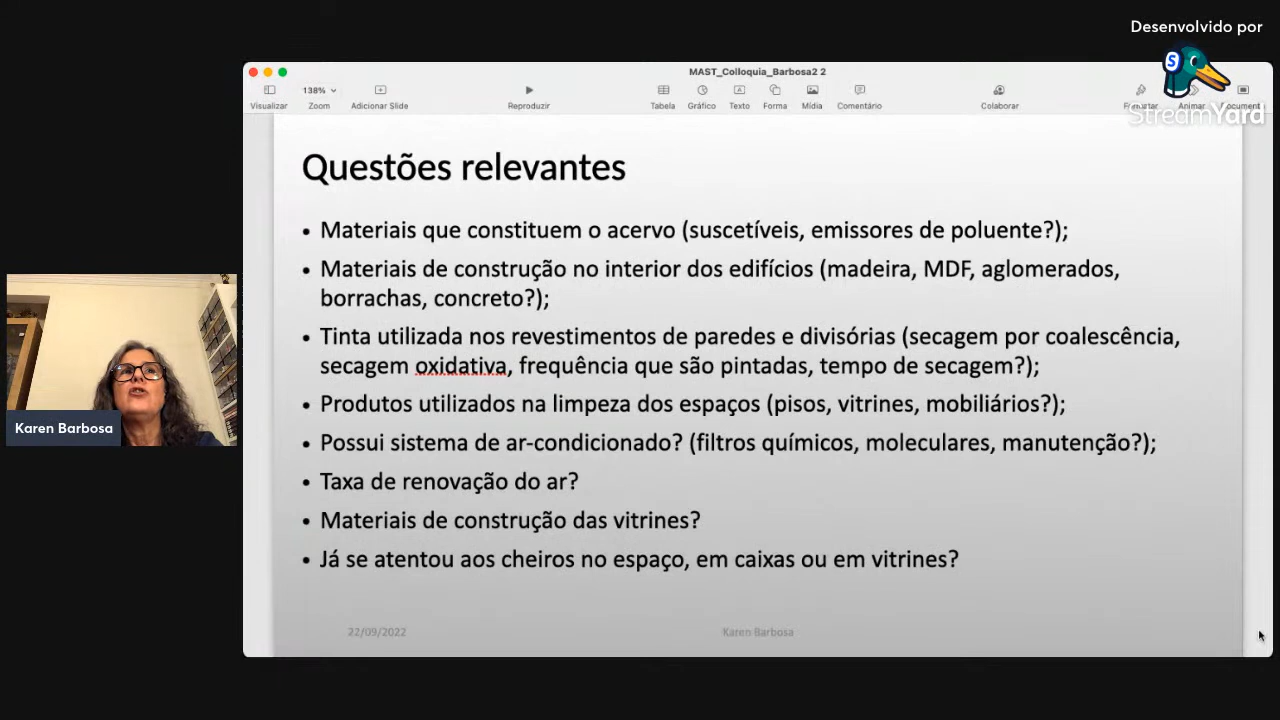 Desenvolvido por
S
StreamYard
MAST_Colloquia_Barbosa2 2
138%
Visualizar
Zoom
Adicionar Slide
Reproduzir
Tabela
Gráfico
Texto
Forma
Mídia
Comentário
Colaborar
Formatar
Animar
Document
Questões relevantes
• Materiais que constituem o acervo (suscetíveis, emissores de poluente?);
• Materiais de construção no interior dos edifícios (madeira, MDF, aglomerados,
borrachas, concreto?);
• Tinta utilizada nos revestimentos de paredes e divisórias (secagem por coalescência,
secagem oxidativa, frequência que são pintadas, tempo de secagem?);
• Produtos utilizados na limpeza dos espaços (pisos, vitrines, mobiliários?);
• Possui sistema de ar-condicionado? (filtros químicos, moleculares, manutenção?);
• Taxa de renovação do ar?
• Materiais de construção das vitrines?
• Já se atentou aos cheiros no espaço, em caixas ou em vitrines?
22/09/2022
Karen Barbosa
Karen Barbosa